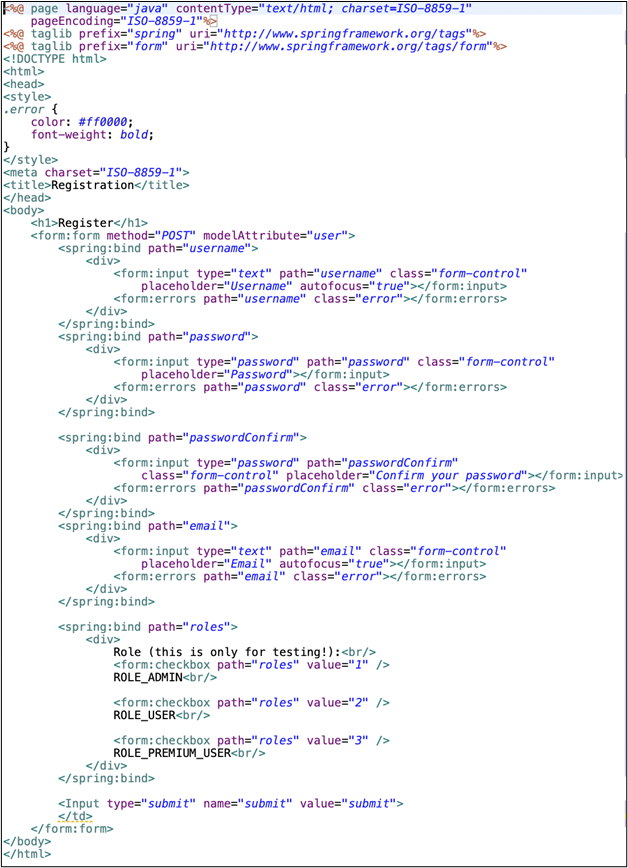 <%@ page language="java" contentType="text/html; charset=ISO-8859-1"
    pageEncoding="ISO-8859-1"%>
<%@ taglib prefix="spring" uri="http://www.springframework.org/tags"%>
<%@ taglib prefix="form" uri="http://www.springframework.org/tags/form"%>
<!DOCTYPE html>
<html>
<head>
<style>
.error {
    color: #ff0000;
    font-weight: bold;
}
</style>
<meta charset="ISO-8859-1">
<title>Registration</title>
</head>
<body>
    <h1>Register</h1>
    <form:form method="POST" modelAttribute="user">
        <spring:bind path="username">
            <div>
                <form:input type="text" path="username" class="form-control"
                    placeholder="Username" autofocus="true"></form:input>
                <form:errors path="username" class="error"></form:errors>
            </div>
        </spring:bind>
        <spring:bind path="password">
            <div>
                <form:input type="password" path="password" class="form-control"
                    placeholder="Password"></form:input>
                <form:errors path="password" class="error"></form:errors>
            </div>
        </spring:bind>

        <spring:bind path="passwordConfirm">
            <div>
                <form:input type="password" path="passwordConfirm"
                    class="form-control" placeholder="Confirm your password"></form:input>
                <form:errors path="passwordConfirm" class="error"></form:errors>
            </div>
        </spring:bind>
        <spring:bind path="email">
            <div>
                <form:input type="text" path="email" class="form-control"
                    placeholder="Email" autofocus="true"></form:input>
                <form:errors path="email" class="error"></form:errors>
            </div>
        </spring:bind>

        <spring:bind path="roles">
            <div>
                Role (this is only for testing!):<br/>
                <form:checkbox path="roles" value="1" />
                ROLE_ADMIN<br/>

                <form:checkbox path="roles" value="2" />
                ROLE_USER<br/>

                <form:checkbox path="roles" value="3" />
                ROLE_PREMIUM_USER<br/>
            </div>
        </spring:bind>

        <Input type="submit" name="submit" value="submit">
        </td>
    </form:form>
</body>
</html>